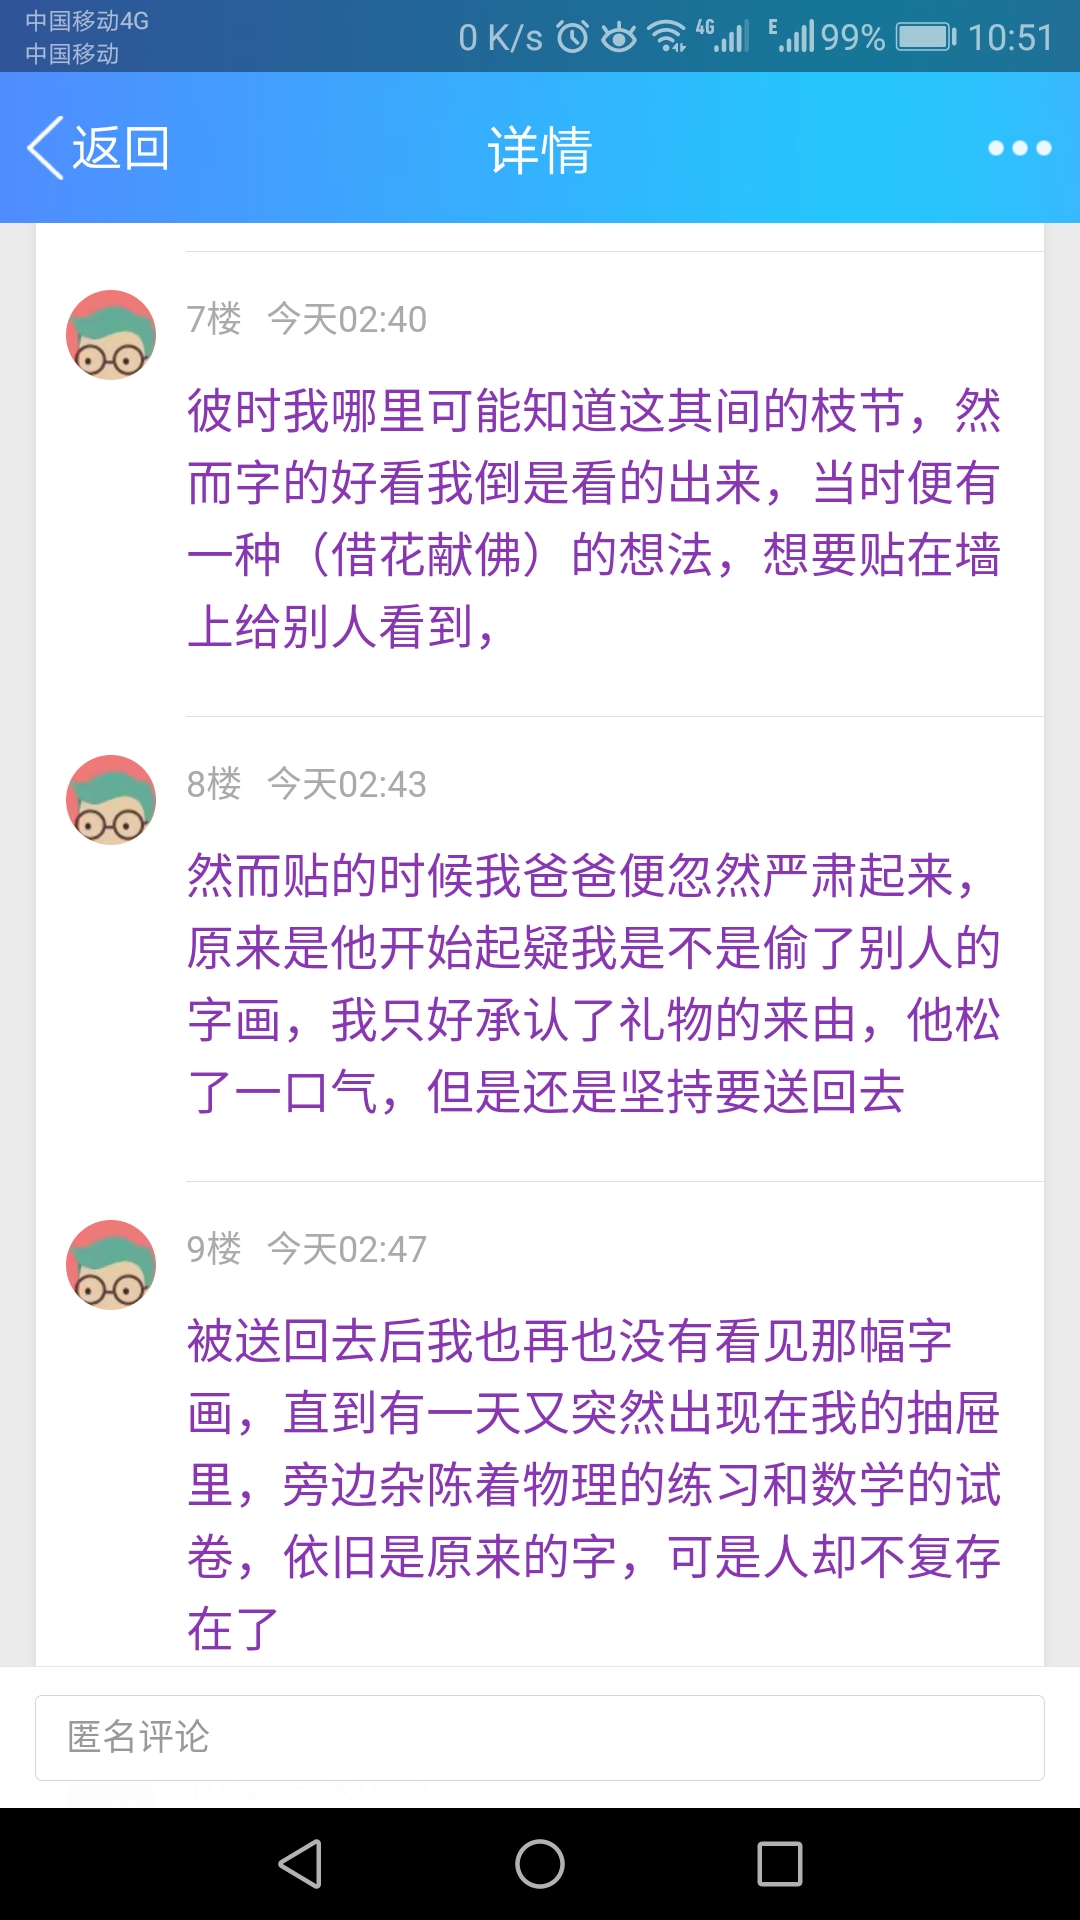 中国移动4G
中国移动
0 K/s 4G E 99% 10:51
返回 详情
7楼 今天02:40
彼时我哪里可能知道这其间的枝节，然
而字的好看我倒是看的出来，当时便有
一种（借花献佛）的想法，想要贴在墙
上给别人看到，
8楼 今天02:43
然而贴的时候我爸爸便忽然严肃起来，
原来是他开始起疑我是不是偷了别人的
字画，我只好承认了礼物的来由，他松
了一口气，但是还是坚持要送回去
9楼 今天02:47
被送回去后我也再也没有看见那幅字
画，直到有一天又突然出现在我的抽屉
里，旁边杂陈着物理的练习和数学的试
卷，依旧是原来的字，可是人却不复存
在了
匿名评论